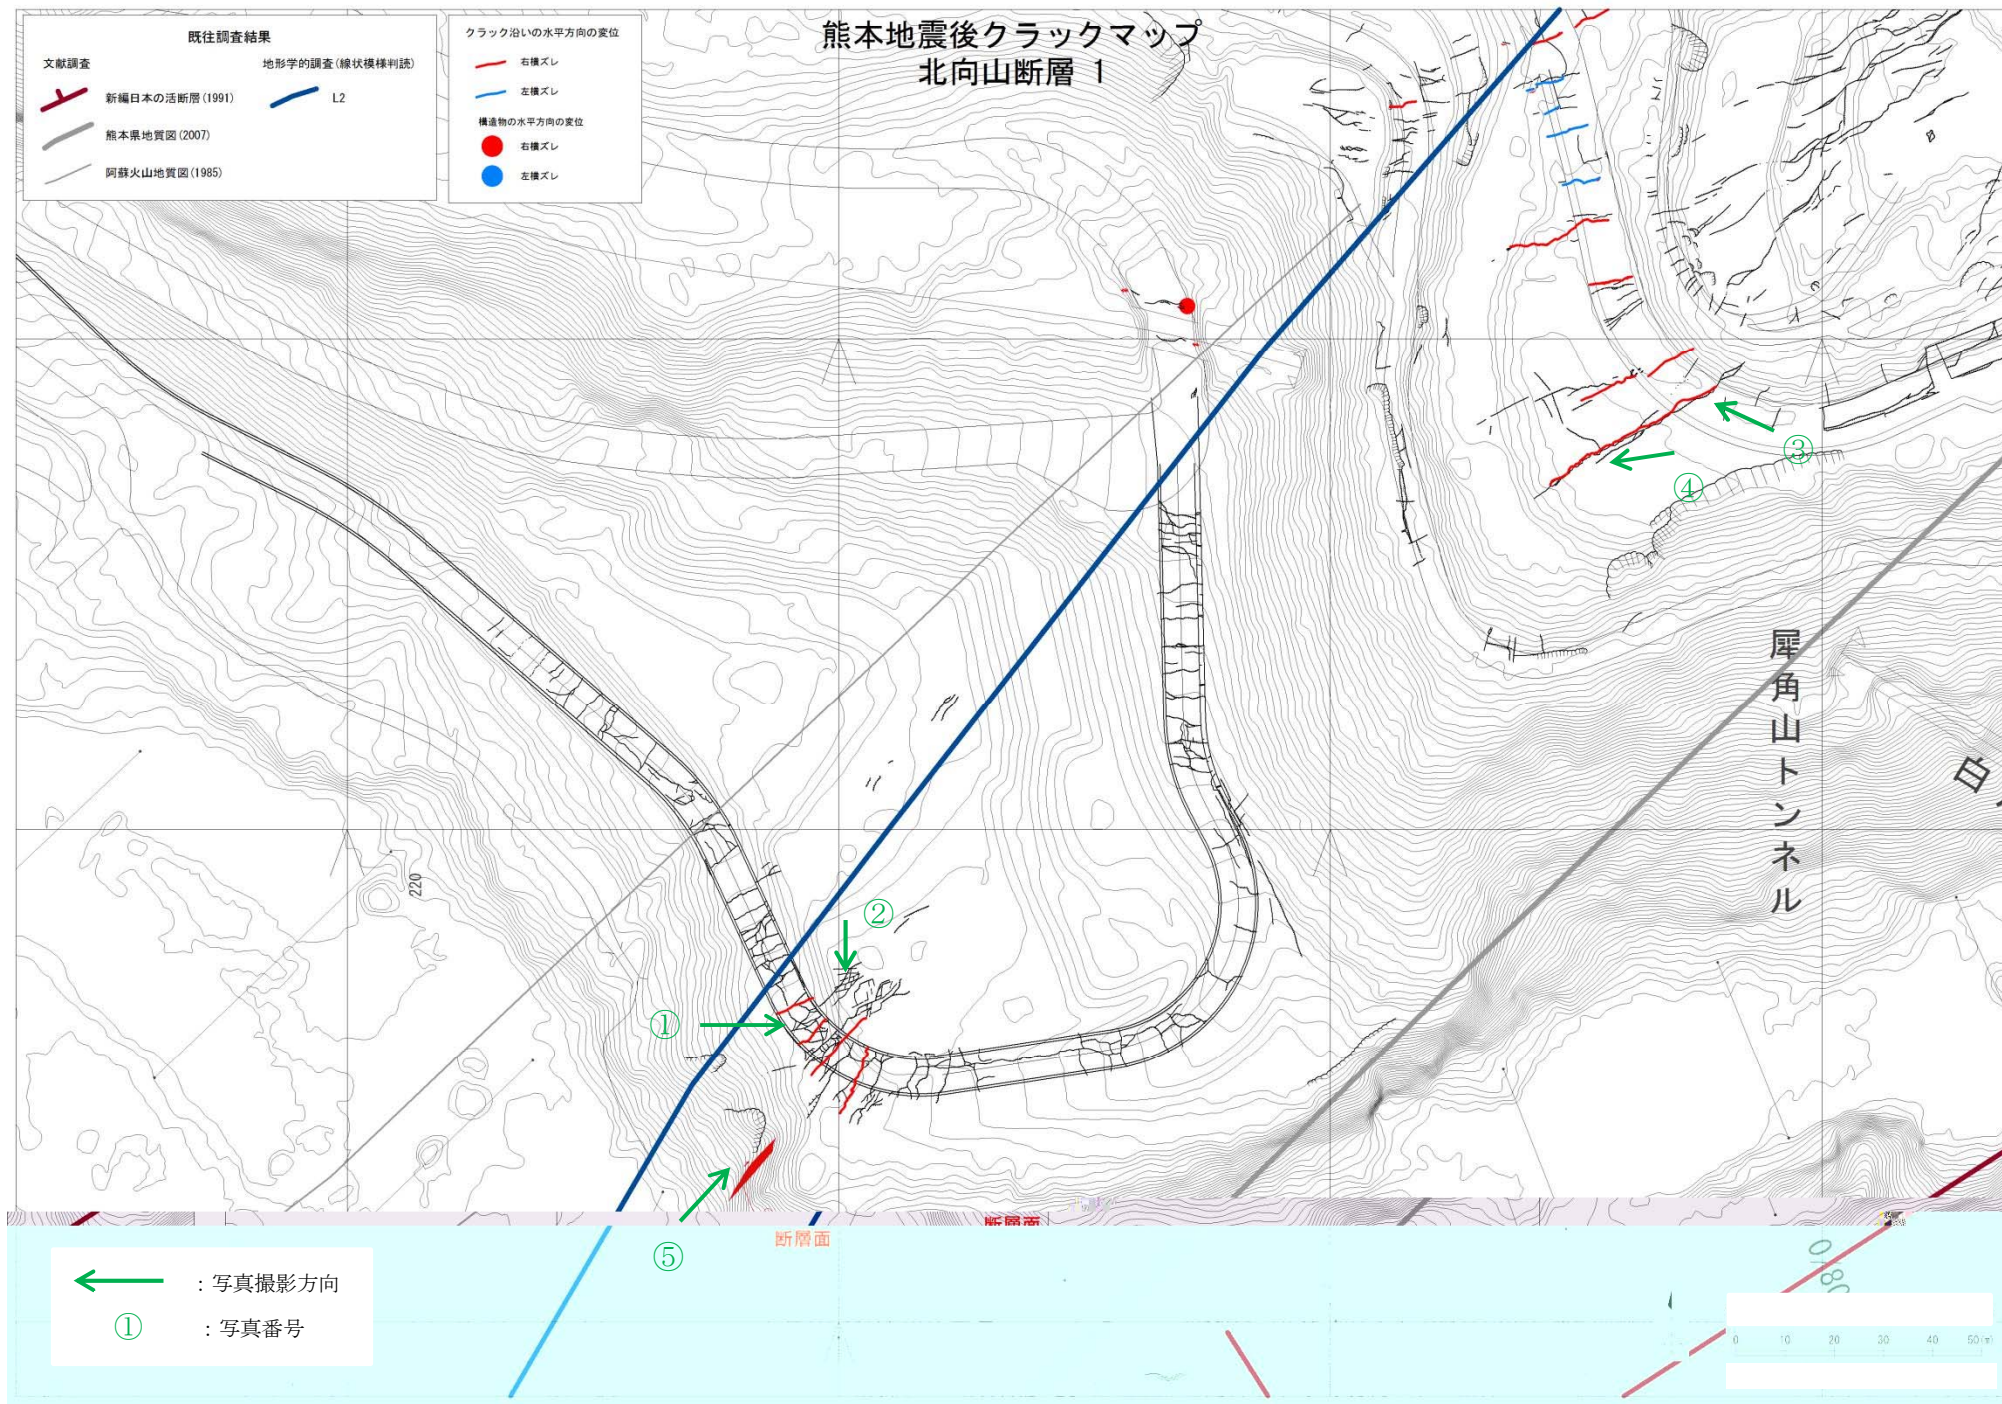 熊本地震後クラックマップ
北向山断層 1
既往調査結果
文献調査
地形学的調査(線状模様判読)
新編日本の活断層(1991)
L2
熊本県地質図(2007)
阿蘇火山地質図(1985)
クラック沿いの水平方向の変位
右横ズレ
左横ズレ
構造物の水平方向の変位
右横ズレ
左横ズレ
③
④
犀角山トンネル
白
220
②
①
断層面
断層面
⑤
：写真撮影方向
①
：写真番号
0 10 20 30 40 50(m)